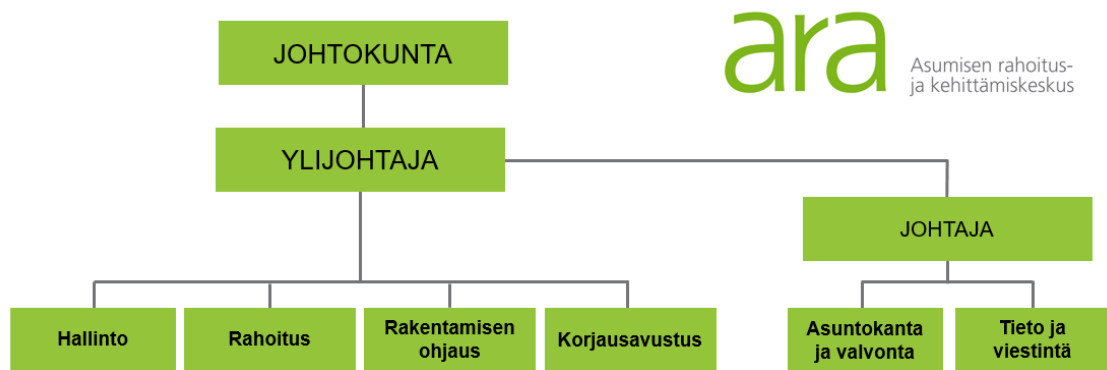 JOHTOKUNTA
ara
Asumisen rahoitus-
ja kehittämiskeskus
YLIJOHTAJA
JOHTAJA
Hallinto
Rahoitus
Rakentamisen
ohjaus
Korjausavustus
Asuntokanta
ja valvonta
Tieto ja
viestintä